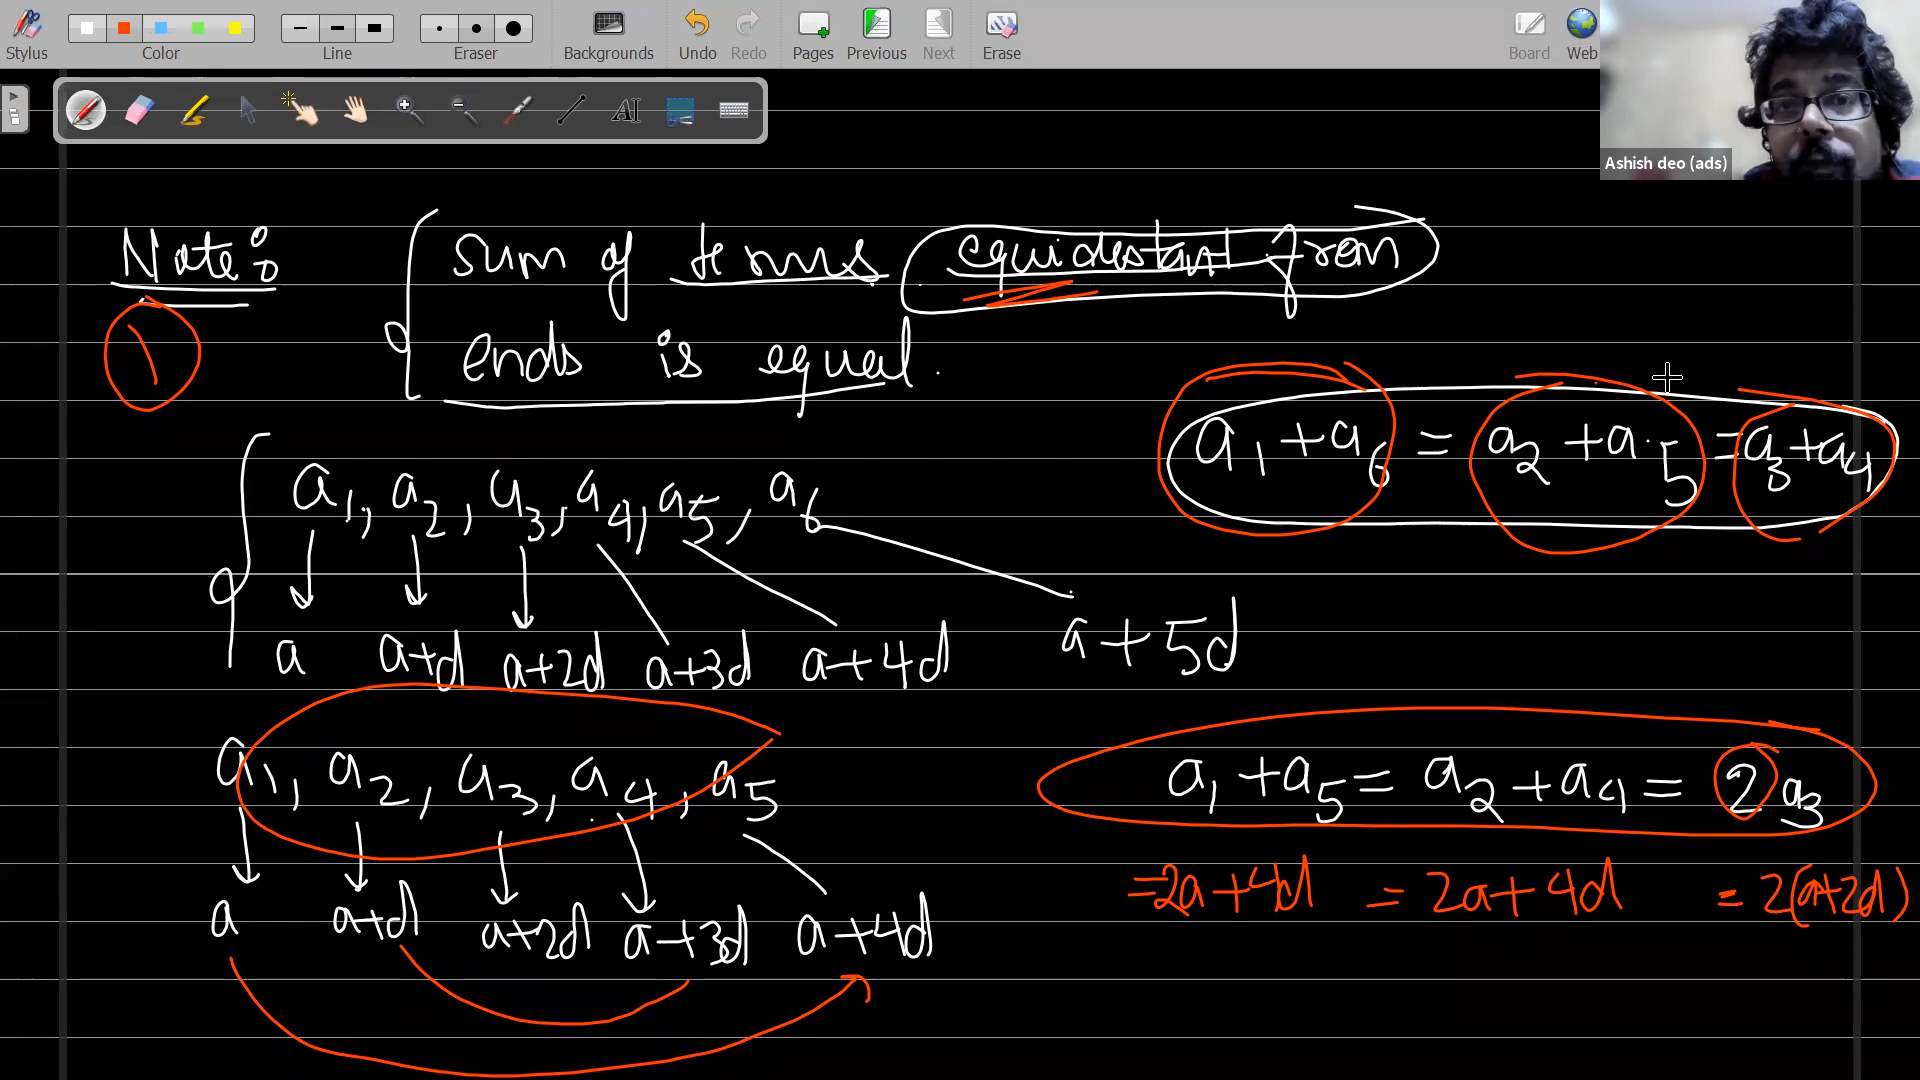 Stylus Color Line Eraser Backgrounds Undo Redo Pages Previous Next Erase Board Web
AI
Ashish deo (ads)
Note:
① sum of terms equidistant from
ends is equal.
a₁ + a₆ = a₂ + a₅ = a₃ + a₄
a₁, a₂, a₃, a₄, a₅, a₆
a a+d a+2d a+3d a+4d a+5d
a₁, a₂, a₃, a₄, a₅
a₁ + a₅ = a₂ + a₄ = 2a₃
= 2a+4d = 2a+4d = 2(a+2d)
a a+d a+2d a+3d a+4d